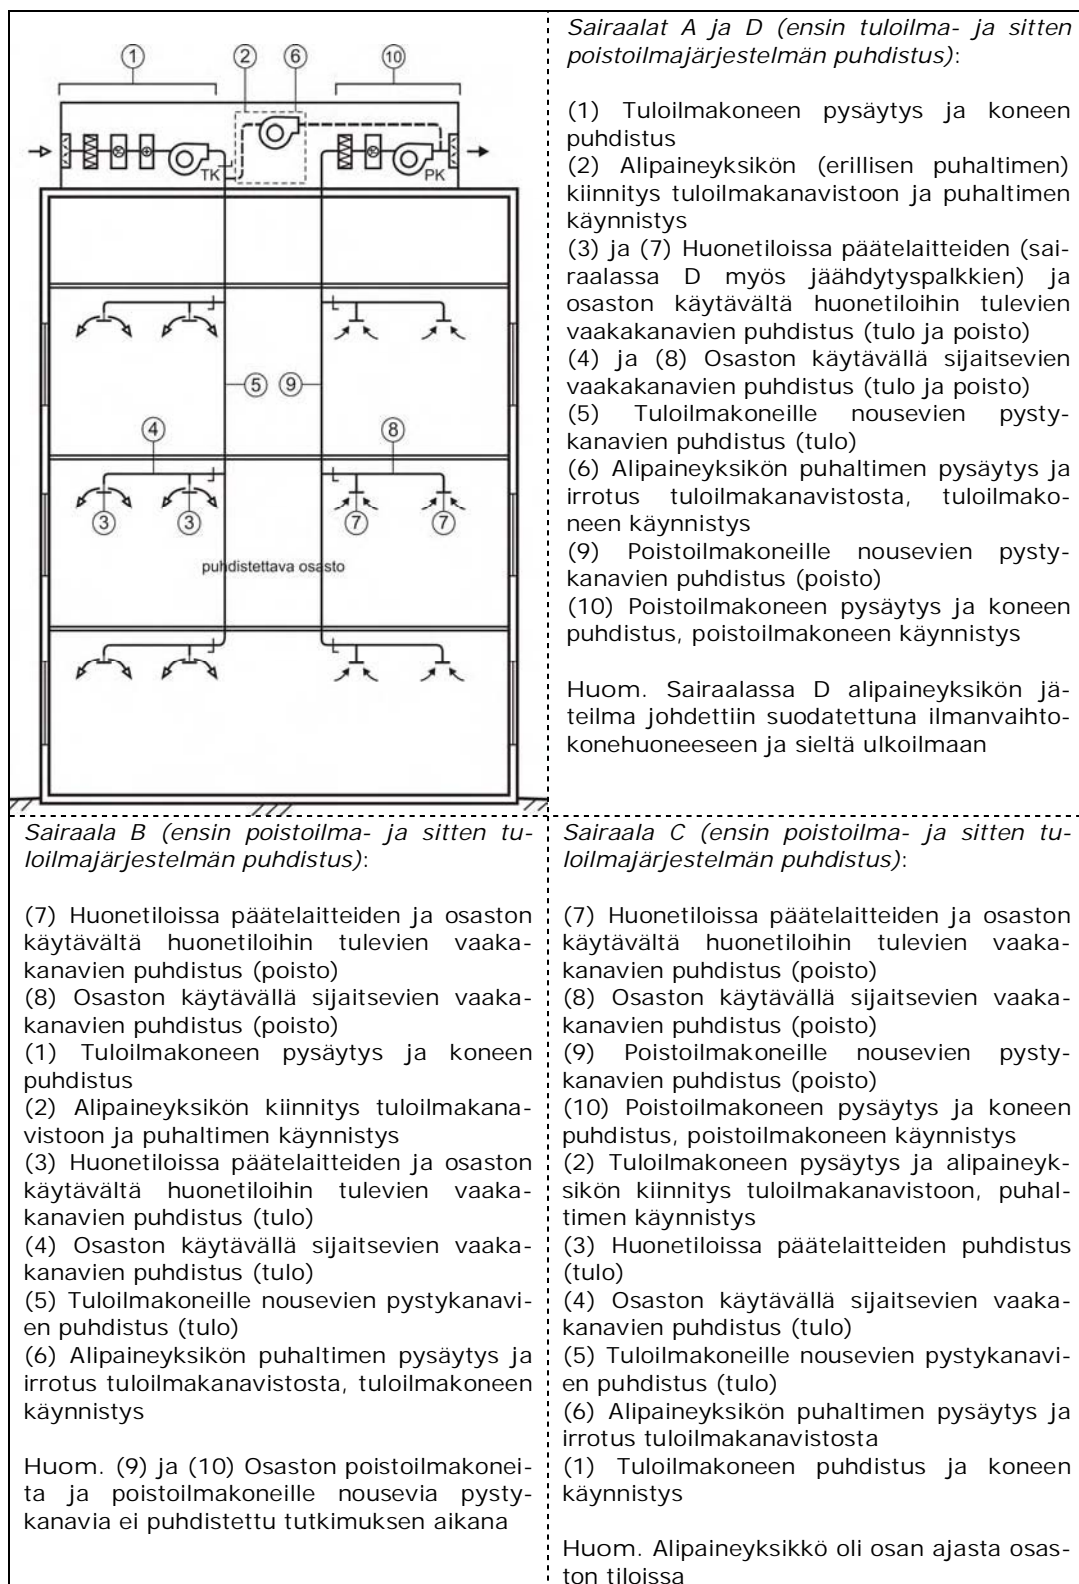 1
2
6
10
TK
PK
5
9
4
8
3
3
7
7
puhdistettava osasto
Sairaalat A ja D (ensin tuloilma- ja sitten
poistoilmajärjestelmän puhdistus):
(1) Tuloilmakoneen pysäytys ja koneen
puhdistus
(2) Alipaineyksikön (erillisen puhaltimen)
kiinnitys tuloilmakanavistoon ja puhaltimen
käynnistys
(3) ja (7) Huonetiloissa päätelaitteiden (sai-
raalassa D myös jäähdytyspalkkien) ja
osaston käytävältä huonetiloihin tulevien
vaakakanavien puhdistus (tulo ja poisto)
(4) ja (8) Osaston käytävällä sijaitsevien
vaakakanavien puhdistus (tulo ja poisto)
(5) Tuloilmakoneille nousevien pysty-
kanavien puhdistus (tulo)
(6) Alipaineyksikön puhaltimen pysäytys ja
irrotus tuloilmakanavistosta, tuloilmako-
neen käynnistys
(9) Poistoilmakoneille nousevien pysty-
kanavien puhdistus (poisto)
(10) Poistoilmakoneen pysäytys ja koneen
puhdistus, poistoilmakoneen käynnistys
Huom. Sairaalassa D alipaineyksikön jä-
teilma johdettiin suodatettuna ilmanvaihto-
konehuoneeseen ja sieltä ulkoilmaan
Sairaala B (ensin poistoilma- ja sitten tu-
loilmajärjestelmän puhdistus):
(7) Huonetiloissa päätelaitteiden ja osaston
käytävältä huonetiloihin tulevien vaaka-
kanavien puhdistus (poisto)
(8) Osaston käytävällä sijaitsevien vaaka-
kanavien puhdistus (poisto)
(1) Tuloilmakoneen pysäytys ja koneen
puhdistus
(2) Alipaineyksikön kiinnitys tuloilmakana-
vistoon ja puhaltimen käynnistys
(3) Huonetiloissa päätelaitteiden ja osaston
käytävältä huonetiloihin tulevien vaaka-
kanavien puhdistus (tulo)
(4) Osaston käytävällä sijaitsevien vaaka-
kanavien puhdistus (tulo)
(5) Tuloilmakoneille nousevien pystykanavi-
en puhdistus (tulo)
(6) Alipaineyksikön puhaltimen pysäytys ja
irrotus tuloilmakanavistosta, tuloilmakoneen
käynnistys
Huom. (9) ja (10) Osaston poistoilmakonei-
ta ja poistoilmakoneille nousevia pysty-
kanavia ei puhdistettu tutkimuksen aikana
Sairaala C (ensin poistoilma- ja sitten tu-
loilmajärjestelmän puhdistus):
(7) Huonetiloissa päätelaitteiden ja osaston
käytävältä huonetiloihin tulevien vaaka-
kanavien puhdistus (poisto)
(8) Osaston käytävällä sijaitsevien vaaka-
kanavien puhdistus (poisto)
(9) Poistoilmakoneille nousevien pysty-
kanavien puhdistus (poisto)
(10) Poistoilmakoneen pysäytys ja koneen
puhdistus, poistoilmakoneen käynnistys
(2) Tuloilmakoneen pysäytys ja alipaineyk-
sikön kiinnitys tuloilmakanavistoon, puhal-
timen käynnistys
(3) Huonetiloissa päätelaitteiden puhdistus
(tulo)
(4) Osaston käytävällä sijaitsevien vaaka-
kanavien puhdistus (tulo)
(5) Tuloilmakoneille nousevien pystykanavi-
en puhdistus (tulo)
(6) Alipaineyksikön puhaltimen pysäytys ja
irrotus tuloilmakanavistosta
(1) Tuloilmakoneen puhdistus ja koneen
käynnistys
Huom. Alipaineyksikkö oli osan ajasta osas-
ton tiloissa